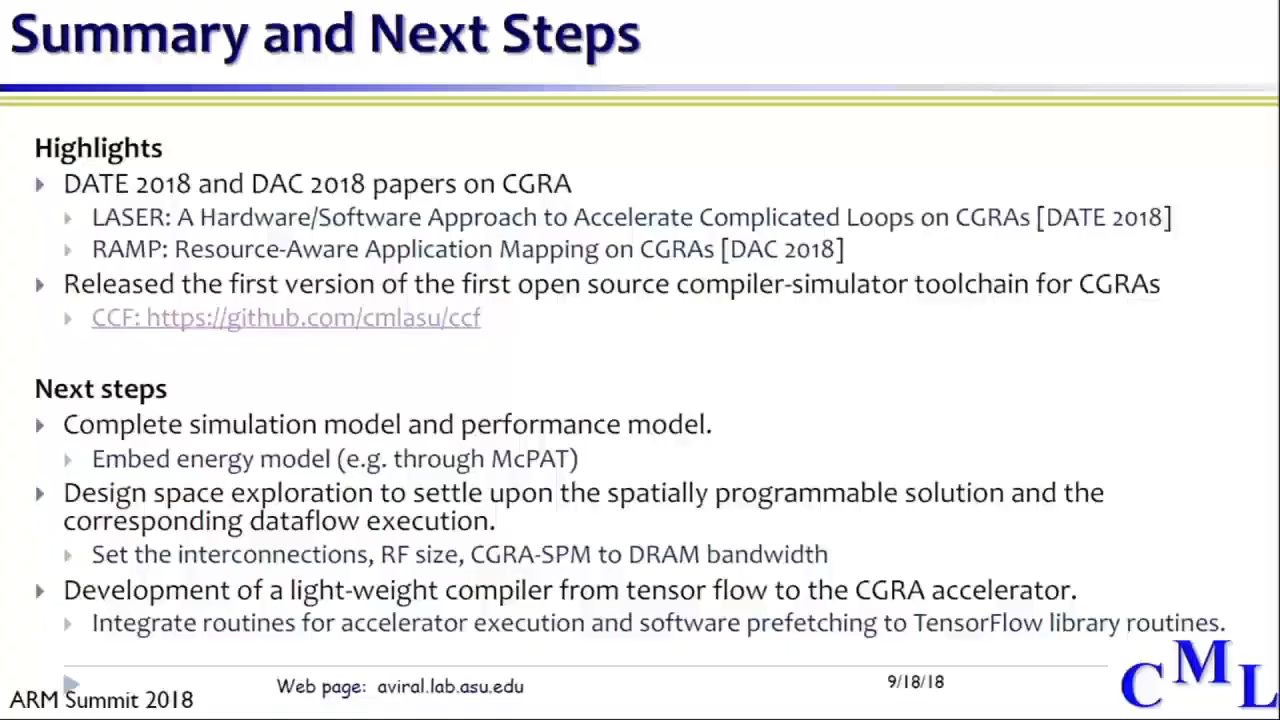 Summary and Next Steps
Highlights
DATE 2018 and DAC 2018 papers on CGRA
LASER: A Hardware/Software Approach to Accelerate Complicated Loops on CGRAs [DATE 2018]
RAMP: Resource-Aware Application Mapping on CGRAs [DAC 2018]
Released the first version of the first open source compiler-simulator toolchain for CGRAs
CCF: https://github.com/cmlasu/ccf
Next steps
Complete simulation model and performance model.
Embed energy model (e.g. through McPAT)
Design space exploration to settle upon the spatially programmable solution and the
corresponding dataflow execution.
Set the interconnections, RF size, CGRA-SPM to DRAM bandwidth
Development of a light-weight compiler from tensor flow to the CGRA accelerator.
Integrate routines for accelerator execution and software prefetching to TensorFlow library routines.
ARM Summit 2018
Web page: aviral.lab.asu.edu
9/18/18
CML